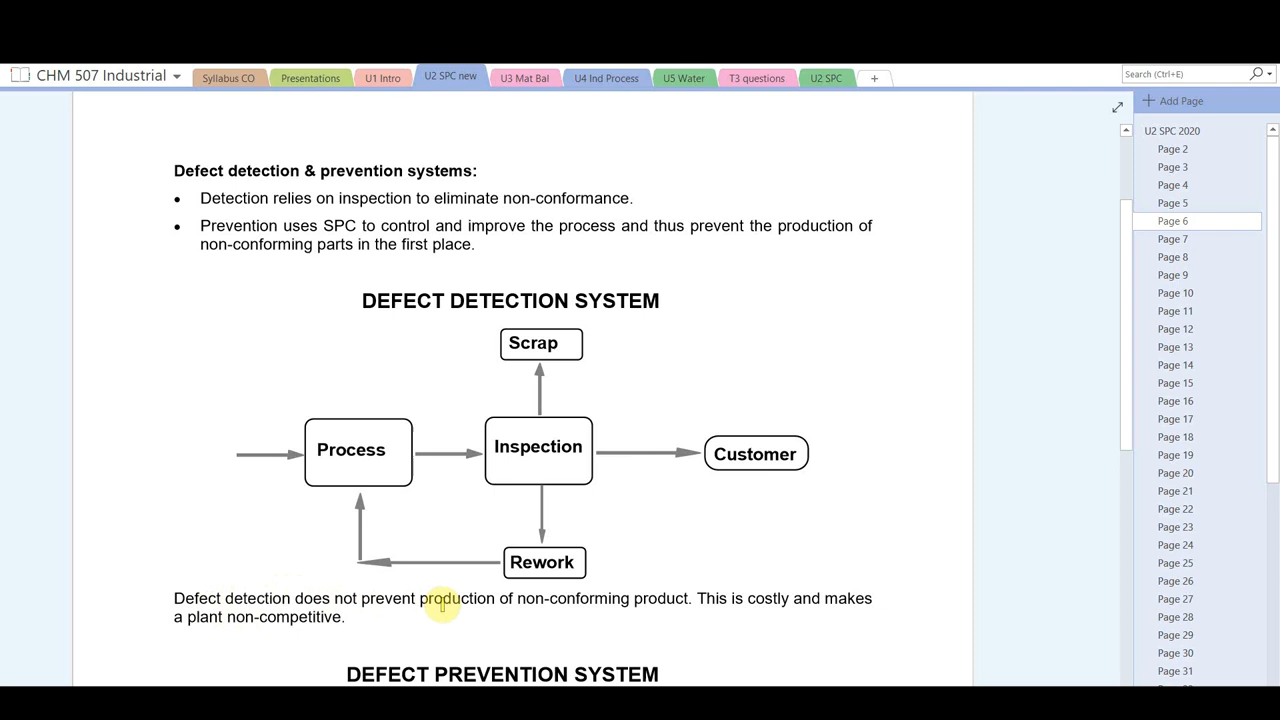 CHM 507 Industrial
Syllabus CO
Presentations
U1 Intro
U2 SPC new
U3 Mat Bal
U4 Ind Process
U5 Water
T3 questions
U2 SPC
Search (Ctrl+E)
Add Page
U2 SPC 2020
Page 2
Page 3
Page 4
Page 5
Page 6
Page 7
Page 8
Page 9
Page 10
Page 11
Page 12
Page 13
Page 14
Page 15
Page 16
Page 17
Page 18
Page 19
Page 20
Page 21
Page 22
Page 23
Page 24
Page 25
Page 26
Page 27
Page 28
Page 29
Page 30
Page 31
Defect detection & prevention systems:
• Detection relies on inspection to eliminate non-conformance.
• Prevention uses SPC to control and improve the process and thus prevent the production of
non-conforming parts in the first place.
DEFECT DETECTION SYSTEM
Scrap
Process
Inspection
Customer
Rework
Defect detection does not prevent production of non-conforming product. This is costly and makes
a plant non-competitive.
DEFECT PREVENTION SYSTEM